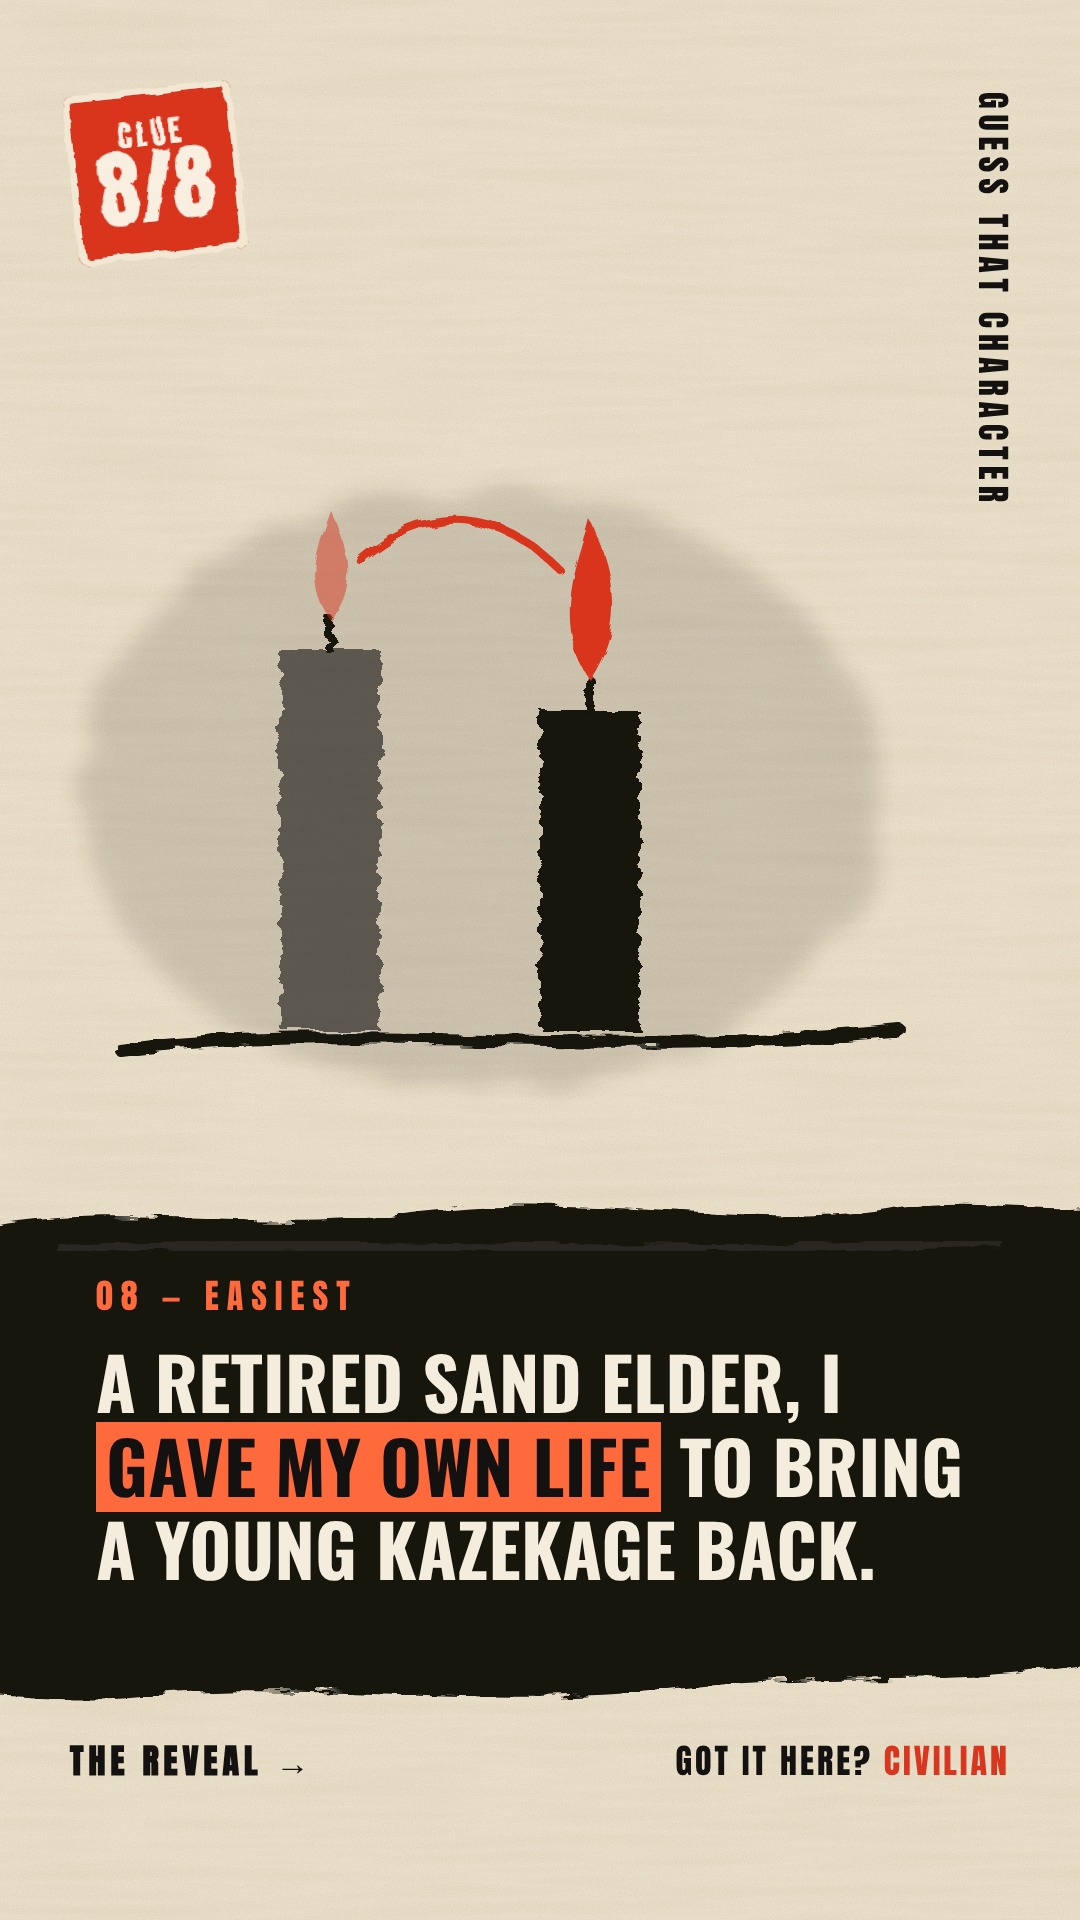 CLUE
8/8
GUESS THAT CHARACTER
08 – EASIEST
A RETIRED SAND ELDER, I
GAVE MY OWN LIFE TO BRING
A YOUNG KAZEKAGE BACK.
THE REVEAL →
GOT IT HERE? CIVILIAN